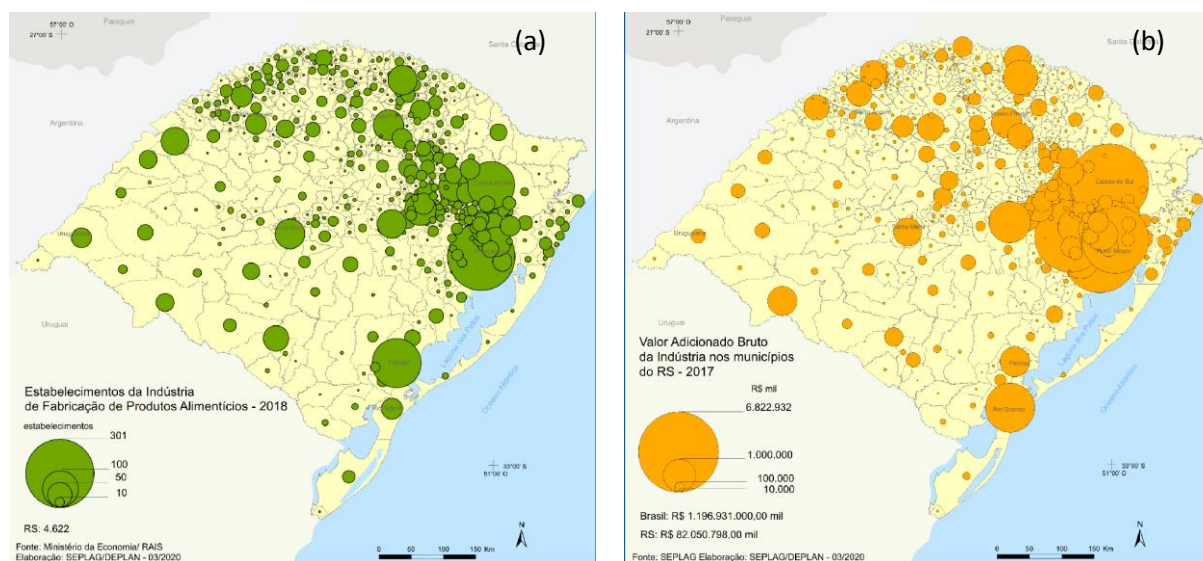 Paraguai
57°00' O
27°00' S
(a)
Santa C
Argentina
Caxias do Sul
Santa Maria
Uruguaiana
Uruguai
Laguna dos Patos
Pelotas
Rio Grande
Oceano Atlântico
Estabelecimentos da Indústria
de Fabricação de Produtos Alimentícios - 2018
estabelecimentos
301
100
50
10
33°00' S
51°00' O
RS: 4.622
N
Fonte: Ministério da Economia/ RAIS
Elaboração: SEPLAG/DEPLAN - 03/2020
0 50 100 150 Km
Paraguai
57°00' O
27°00' S
(b)
Santa C
Argentina
Passo Fundo
Caxias do Sul
Santa Maria
Uruguaiana
Porto Alegre
Uruguai
Laguna dos Patos
Pelotas
Rio Grande
Oceano Atlântico
Valor Adicionado Bruto
da Indústria nos municípios
do RS - 2017
R$ mil
6.822.932
1.000.000
100.000
10.000
33°00' S
51°00' O
Brasil: R$ 1.196.931.000,00 mil
RS: R$ 82.050.798,00 mil
N
Fonte: SEPLAG Elaboração: SEPLAG/DEPLAN - 03/2020
0 50 100 150 Km